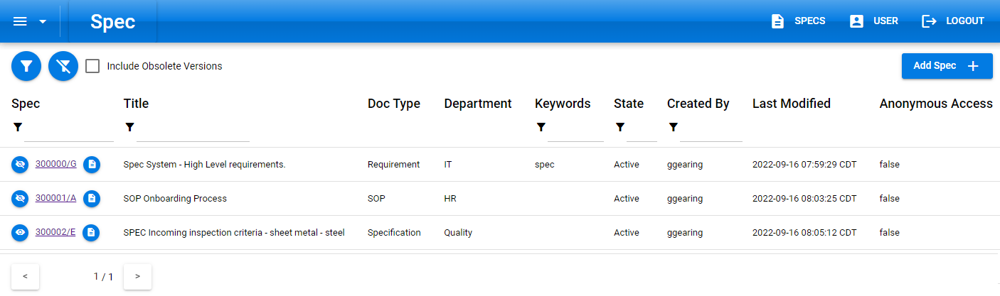 Spec SPECS USER LOGOUT
Include Obsolete Versions Add Spec
Spec Title Doc Type Department Keywords State Created By Last Modified Anonymous Access
300000/G Spec System - High Level requirements. Requirement IT spec Active ggearing 2022-09-16 07:59:29 CDT false
300001/A SOP Onboarding Process SOP HR Active ggearing 2022-09-16 08:03:25 CDT false
300002/E SPEC Incoming inspection criteria - sheet metal - steel Specification Quality Active ggearing 2022-09-16 08:05:12 CDT false
< 1 / 1 >